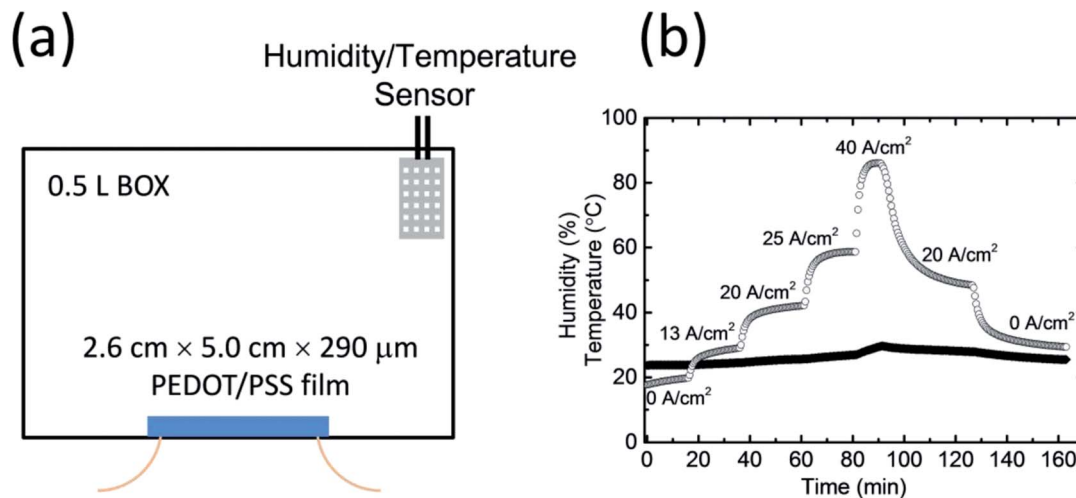 (a)
Humidity/Temperature
Sensor
0.5 L BOX
2.6 cm × 5.0 cm × 290 μm
PEDOT/PSS film
(b)
Humidity (%)
Temperature (°C)
100
80
60
40
20
0
0 A/cm²
13 A/cm²
20 A/cm²
25 A/cm²
40 A/cm²
20 A/cm²
0 A/cm²
0 20 40 60 80 100 120 140 160
Time (min)